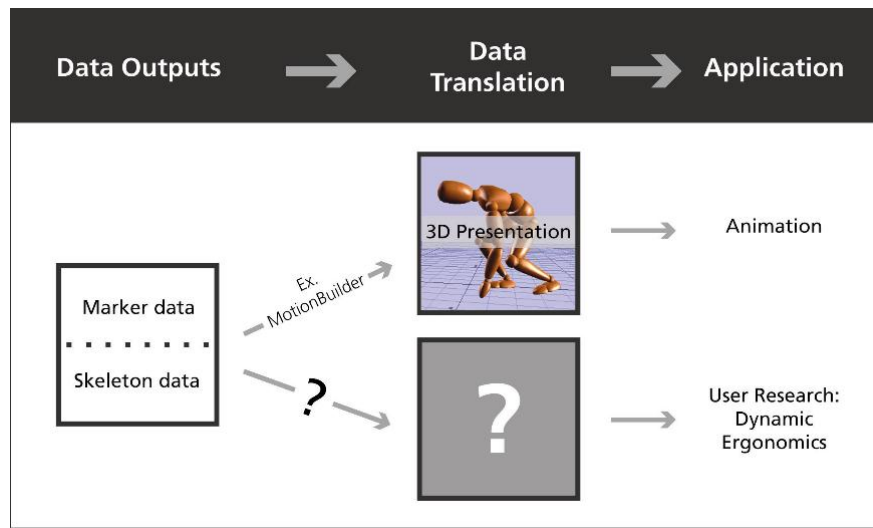 Data Outputs
Data
Translation
Application
3D Presentation
Animation
Ex.
MotionBuilder
Marker data
Skeleton data
?
?
User Research:
Dynamic
Ergonomics